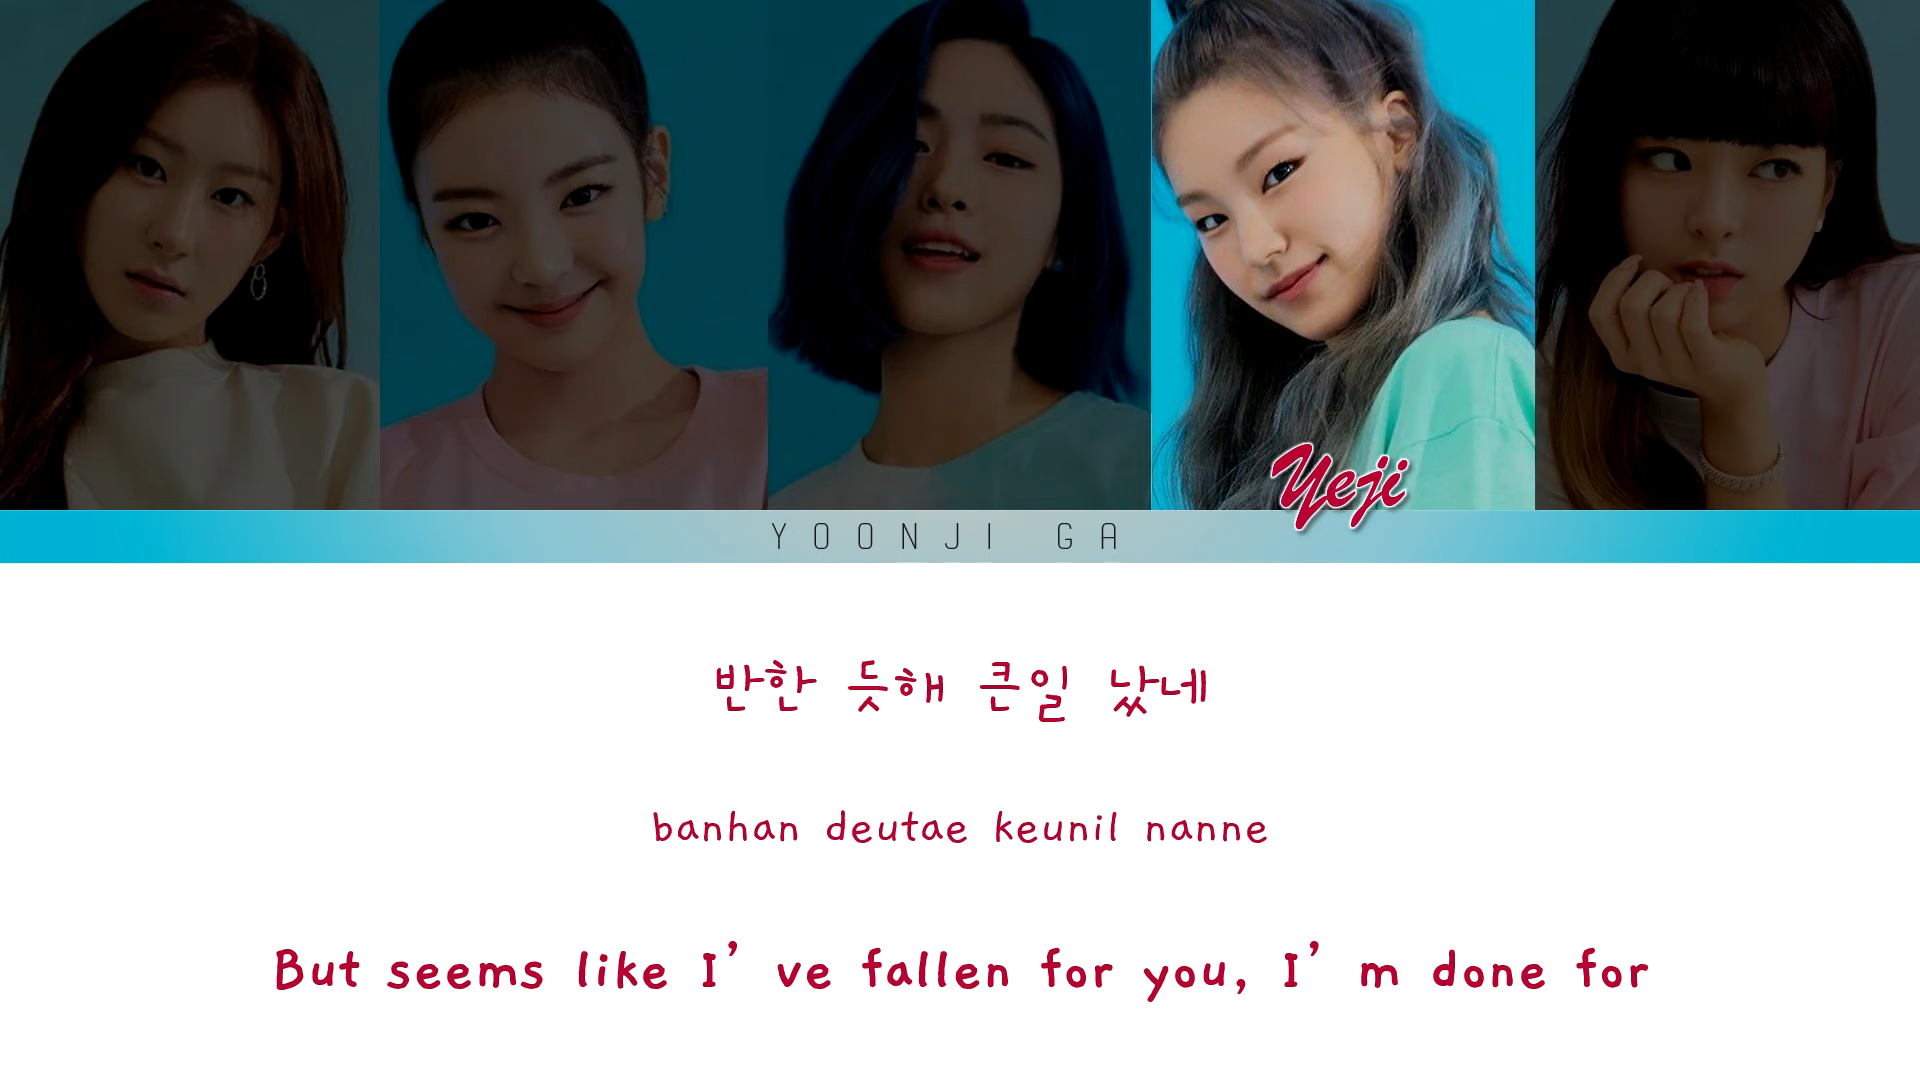 Yeji
YOONJI GA
반한 듯해 큰일 났네
banhan deutae keunil nanne
But seems like I’ve fallen for you, I’m done for